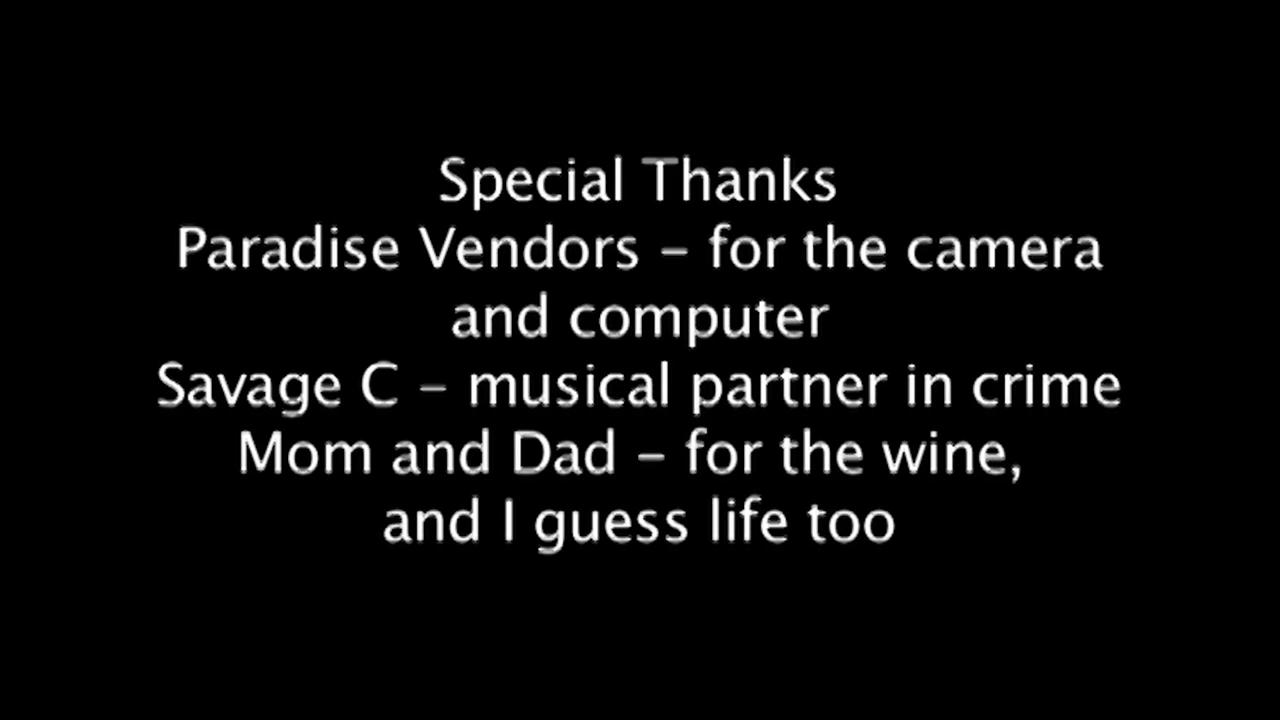 Special Thanks
Paradise Vendors – for the camera
and computer
Savage C – musical partner in crime
Mom and Dad – for the wine,
and I guess life too